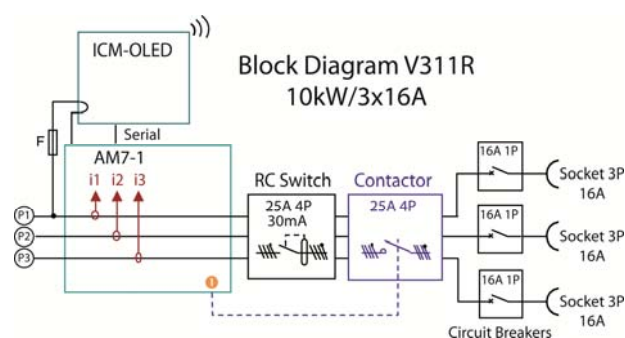 ICM-OLED
Block Diagram V311R
10kW/3x16A
F
Serial
AM7-1
i1 i2 i3
RC Switch
25A 4P
30mA
Contactor
25A 4P
16A 1P
Socket 3P
16A
P1
P2
P3
16A 1P
Socket 3P
16A
16A 1P
Socket 3P
16A
Circuit Breakers